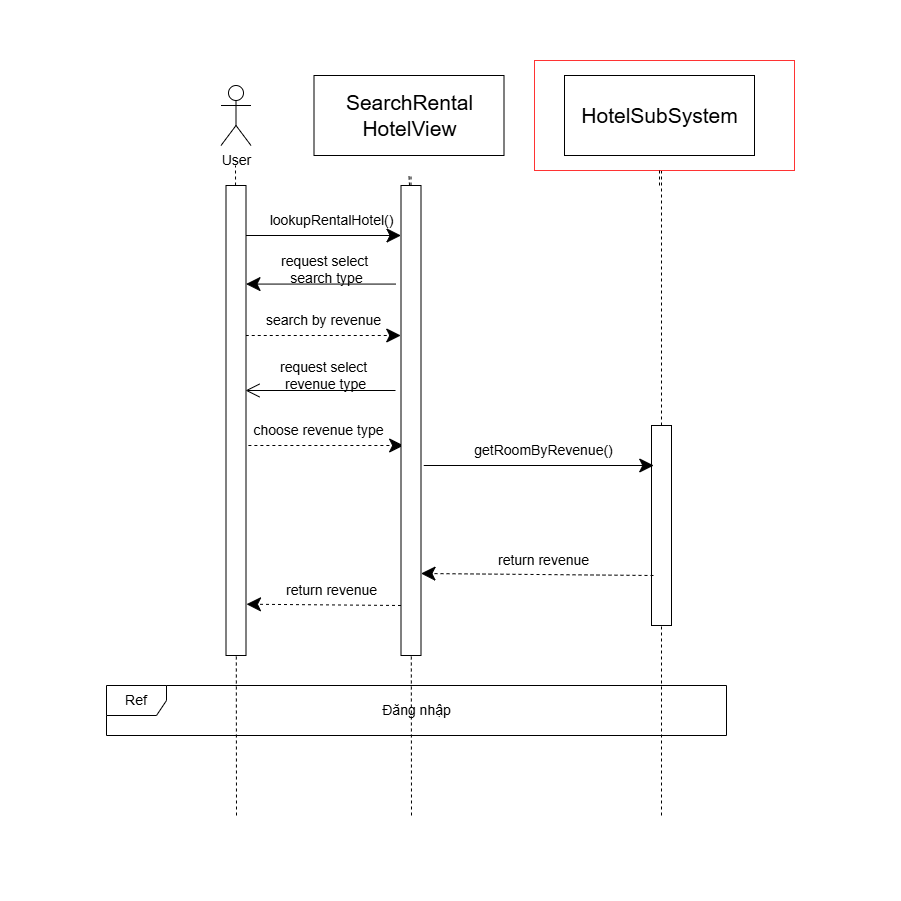 SearchRental
HotelView
HotelSubSystem
User
lookupRentalHotel()
request select
search type
search by revenue
request select
revenue type
choose revenue type
getRoomByRevenue()
return revenue
return revenue
Ref
Đăng nhập